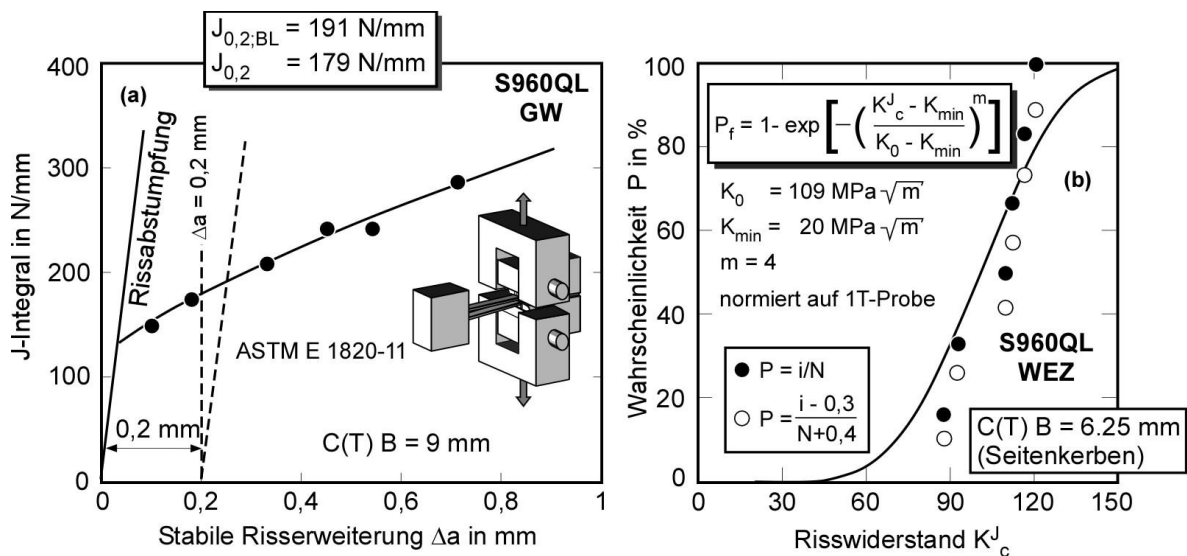 J0,2;BL = 191 N/mm
J0,2 = 179 N/mm
(a)
S960QL
GW
Rissabstumpfung
Δa = 0,2 mm
ASTM E 1820-11
0,2 mm
C(T) B = 9 mm
J-Integral in N/mm
400
300
200
100
0
0
0,2
0,4
0,6
0,8
1
Stabile Risserweiterung Δa in mm
Wahrscheinlichkeit P in %
100
80
60
40
20
0
Pf = 1- exp[-(KJc - Kmin / K0 - Kmin)m]
K0 = 109 MPa√m
Kmin = 20 MPa√m
m = 4
normiert auf 1T-Probe
(b)
S960QL
WEZ
P = i/N
P = i - 0,3 / N+0,4
C(T) B = 6.25 mm
(Seitenkerben)
0
30
60
90
120
150
Risswiderstand KJc